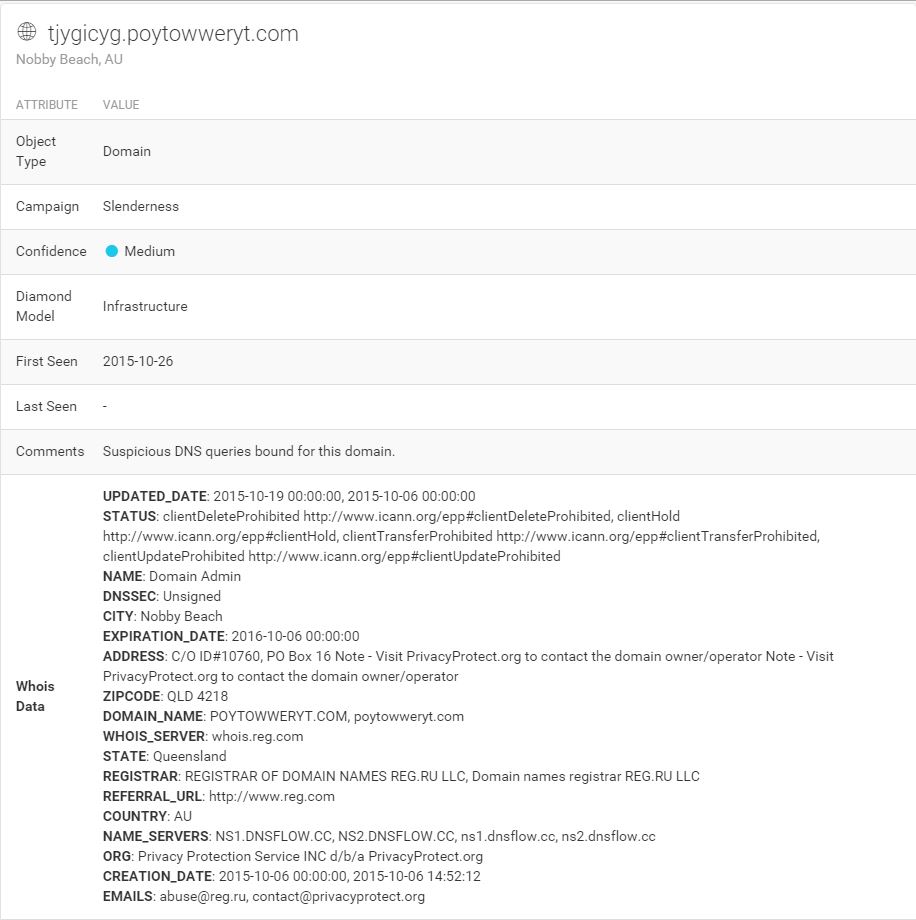 tjygicyg.poytowweryt.com
Nobby Beach, AU
ATTRIBUTE VALUE
Object Type Domain
Campaign Slenderness
Confidence Medium
Diamond Model Infrastructure
First Seen 2015-10-26
Last Seen -
Comments Suspicious DNS queries bound for this domain.
Whois Data
UPDATED_DATE: 2015-10-19 00:00:00, 2015-10-06 00:00:00
STATUS: clientDeleteProhibited http://www.icann.org/epp#clientDeleteProhibited, clientHold
http://www.icann.org/epp#clientHold, clientTransferProhibited http://www.icann.org/epp#clientTransferProhibited,
clientUpdateProhibited http://www.icann.org/epp#clientUpdateProhibited
NAME: Domain Admin
DNSSEC: Unsigned
CITY: Nobby Beach
EXPIRATION_DATE: 2016-10-06 00:00:00
ADDRESS: C/O ID#10760, PO Box 16 Note - Visit PrivacyProtect.org to contact the domain owner/operator Note - Visit
PrivacyProtect.org to contact the domain owner/operator
ZIPCODE: QLD 4218
DOMAIN_NAME: POYTOWWERYT.COM, poytowweryt.com
WHOIS_SERVER: whois.reg.com
STATE: Queensland
REGISTRAR: REGISTRAR OF DOMAIN NAMES REG.RU LLC, Domain names registrar REG.RU LLC
REFERRAL_URL: http://www.reg.com
COUNTRY: AU
NAME_SERVERS: NS1.DNSFLOW.CC, NS2.DNSFLOW.CC, ns1.dnsflow.cc, ns2.dnsflow.cc
ORG: Privacy Protection Service INC d/b/a PrivacyProtect.org
CREATION_DATE: 2015-10-06 00:00:00, 2015-10-06 14:52:12
EMAILS: abuse@reg.ru, contact@privacyprotect.org